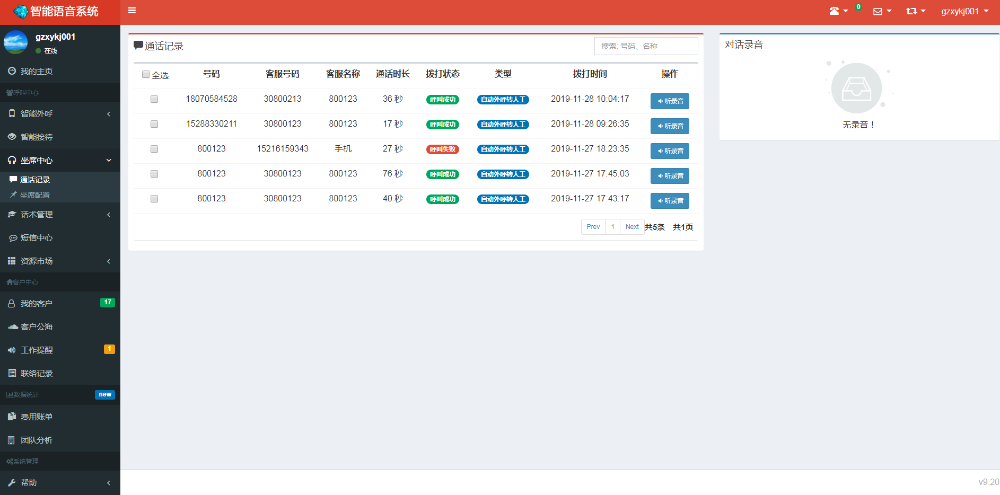 智能语音系统
0
gzxykj001
gzxykj001
在线
我的主页
呼叫中心
智能外呼
智能接待
坐席中心
通话记录
坐席配置
话术管理
短信中心
资源市场
客户中心
我的客户 17
客户公海
工作提醒 1
联络记录
数据统计 new
费用账单
团队分析
系统管理
帮助
通话记录 搜索: 号码、名称
全选 号码 客服号码 客服名称 通话时长 拨打状态 类型 拨打时间 操作
18070584528 30800213 800123 36 秒 呼叫成功 自动外呼转人工 2019-11-28 10:04:17 听录音
15288330211 30800123 800123 17 秒 呼叫成功 自动外呼转人工 2019-11-28 09:26:35 听录音
800123 15216159343 手机 27 秒 呼叫失败 自动外呼转人工 2019-11-27 18:23:35 听录音
800123 30800123 800123 76 秒 呼叫成功 自动外呼转人工 2019-11-27 17:45:03 听录音
800123 30800123 800123 40 秒 呼叫成功 自动外呼转人工 2019-11-27 17:43:17 听录音
Prev 1 Next 共5条 共1页
对话录音
无录音！
v9.20